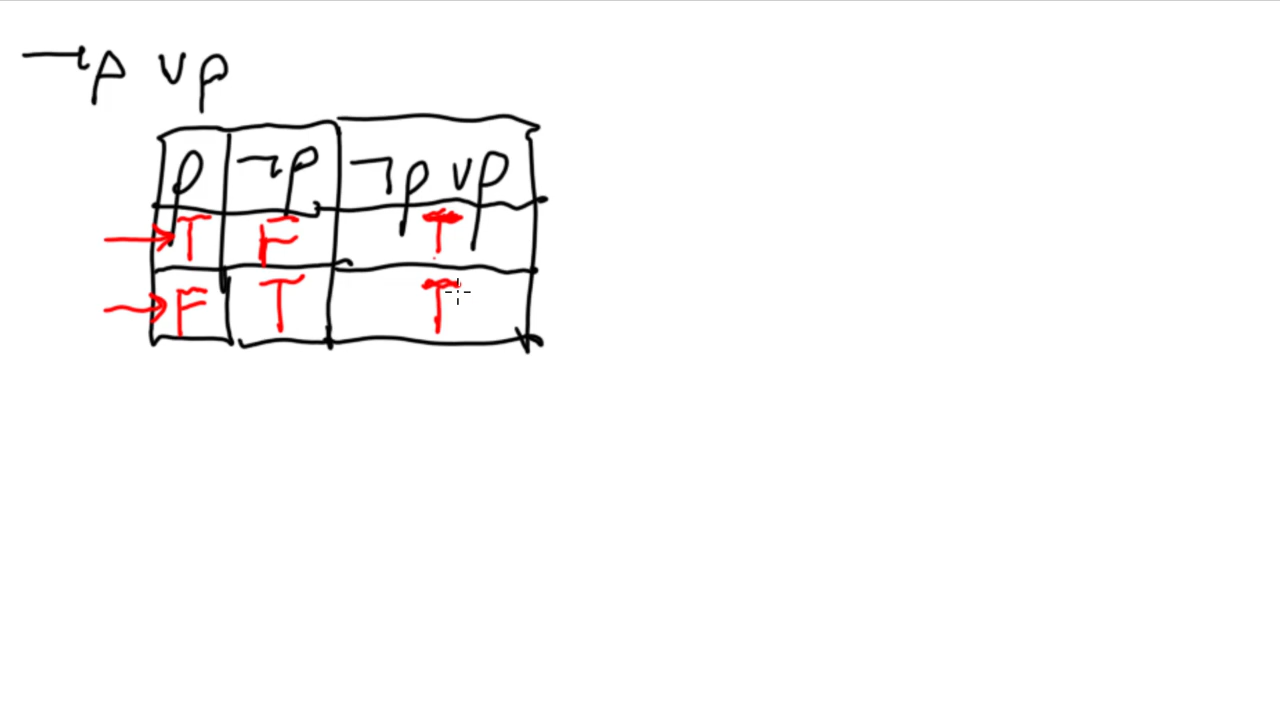 ¬p ∨ p
p ¬p ¬p ∨ p
T F T
F T T